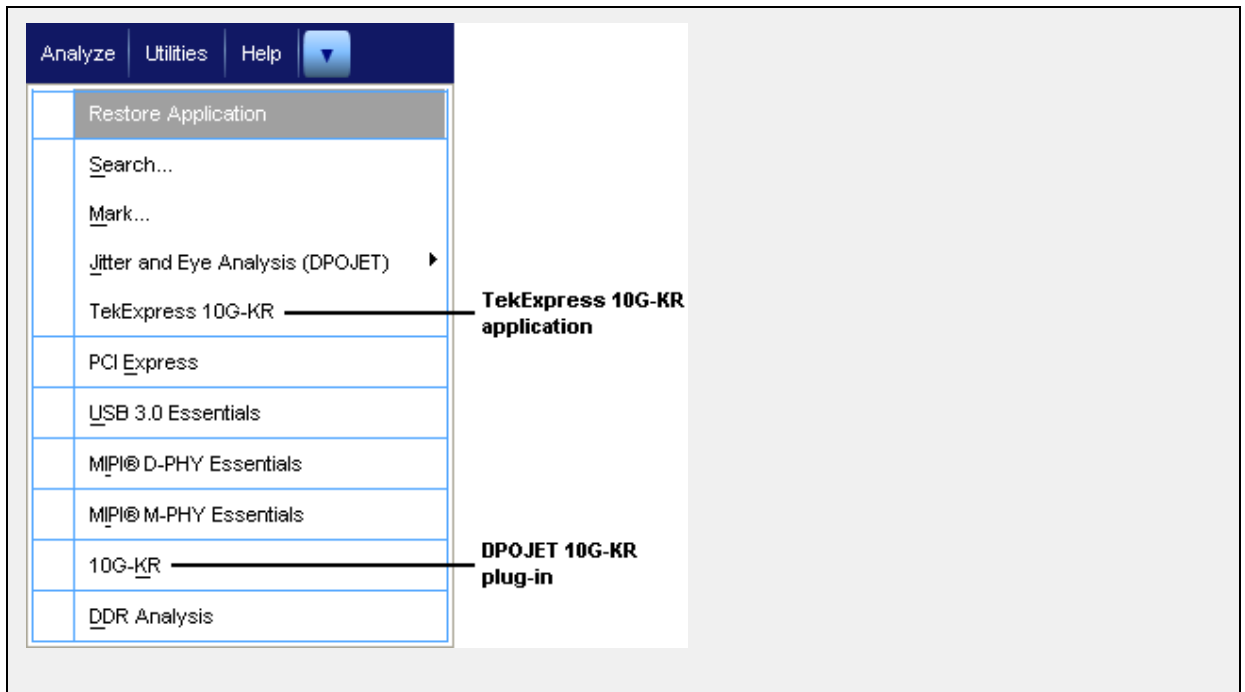 Analyze Utilities Help
Restore Application
Search...
Mark...
Jitter and Eye Analysis (DPOJET)
TekExpress 10G-KR
TekExpress 10G-KR
application
PCI Express
USB 3.0 Essentials
MIPI® D-PHY Essentials
MIPI® M-PHY Essentials
10G-KR
DPOJET 10G-KR
plug-in
DDR Analysis